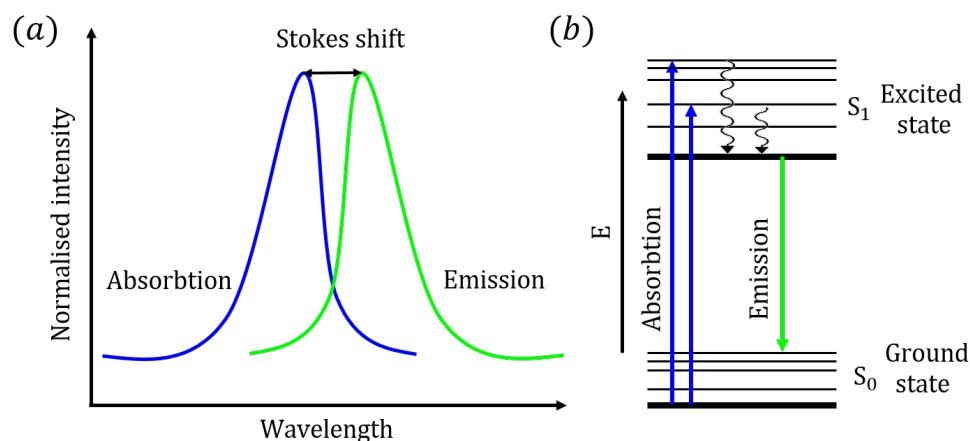 (a)
Stokes shift
Normalised intensity
Absorbtion
Emission
Wavelength
(b)
E
Absorbtion
Emission
S1
Excited
state
S0
Ground
state